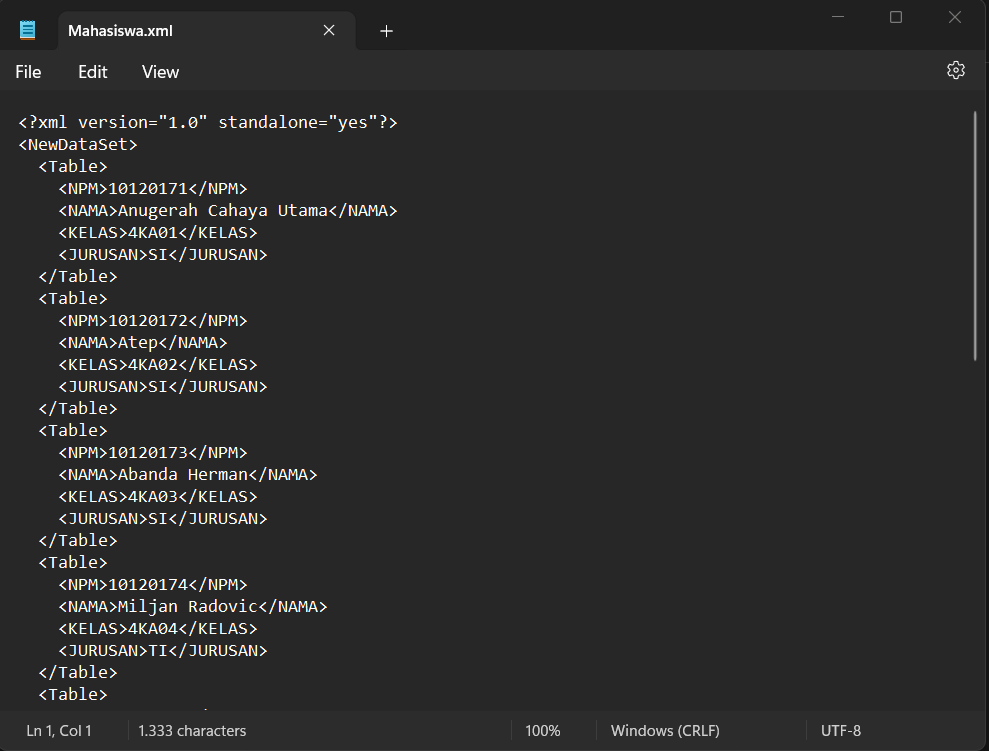 Mahasiswa.xml
File Edit View
<?xml version="1.0" standalone="yes"?>
<NewDataSet>
  <Table>
    <NPM>10120171</NPM>
    <NAMA>Anugerah Cahaya Utama</NAMA>
    <KELAS>4KA01</KELAS>
    <JURUSAN>SI</JURUSAN>
  </Table>
  <Table>
    <NPM>10120172</NPM>
    <NAMA>Atep</NAMA>
    <KELAS>4KA02</KELAS>
    <JURUSAN>SI</JURUSAN>
  </Table>
  <Table>
    <NPM>10120173</NPM>
    <NAMA>Abanda Herman</NAMA>
    <KELAS>4KA03</KELAS>
    <JURUSAN>SI</JURUSAN>
  </Table>
  <Table>
    <NPM>10120174</NPM>
    <NAMA>Miljan Radovic</NAMA>
    <KELAS>4KA04</KELAS>
    <JURUSAN>TI</JURUSAN>
  </Table>
  <Table>
Ln 1, Col 1 1.333 characters 100% Windows (CRLF) UTF-8